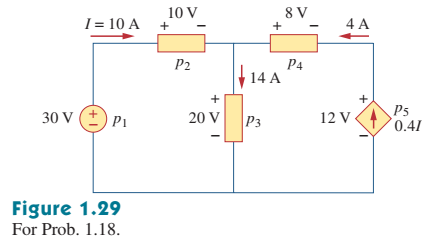 10 V 8 V
I = 10 A + − + − 4 A
p2 p4
14 A
+ +
30 V + − p1 20 V p3 12 V p5
0.4I
− −
Figure 1.29
For Prob. 1.18.